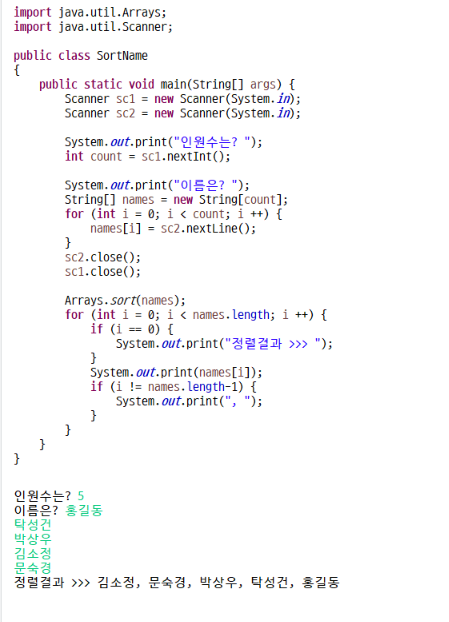 import java.util.Arrays;
import java.util.Scanner;

public class SortName
{
    public static void main(String[] args) {
        Scanner sc1 = new Scanner(System.in);
        Scanner sc2 = new Scanner(System.in);

        System.out.print("인원수는? ");
        int count = sc1.nextInt();

        System.out.print("이름은? ");
        String[] names = new String[count];
        for (int i = 0; i < count; i ++) {
            names[i] = sc2.nextLine();
        }
        sc2.close();
        sc1.close();

        Arrays.sort(names);
        for (int i = 0; i < names.length; i ++) {
            if (i == 0) {
                System.out.print("정렬결과 >>> ");
            }
            System.out.print(names[i]);
            if (i != names.length-1) {
                System.out.print(", ");
            }
        }
    }
}

인원수는? 5
이름은? 홍길동
탁성건
박상우
김소정
문숙경
정렬결과 >>> 김소정, 문숙경, 박상우, 탁성건, 홍길동